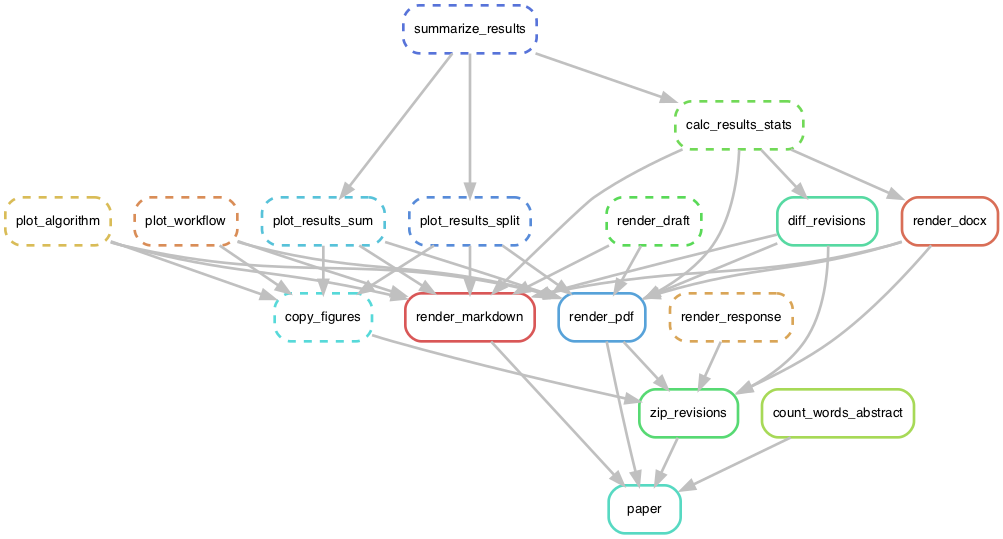 summarize_results
calc_results_stats
plot_algorithm
plot_workflow
plot_results_sum
plot_results_split
render_draft
diff_revisions
render_docx
copy_figures
render_markdown
render_pdf
render_response
zip_revisions
count_words_abstract
paper